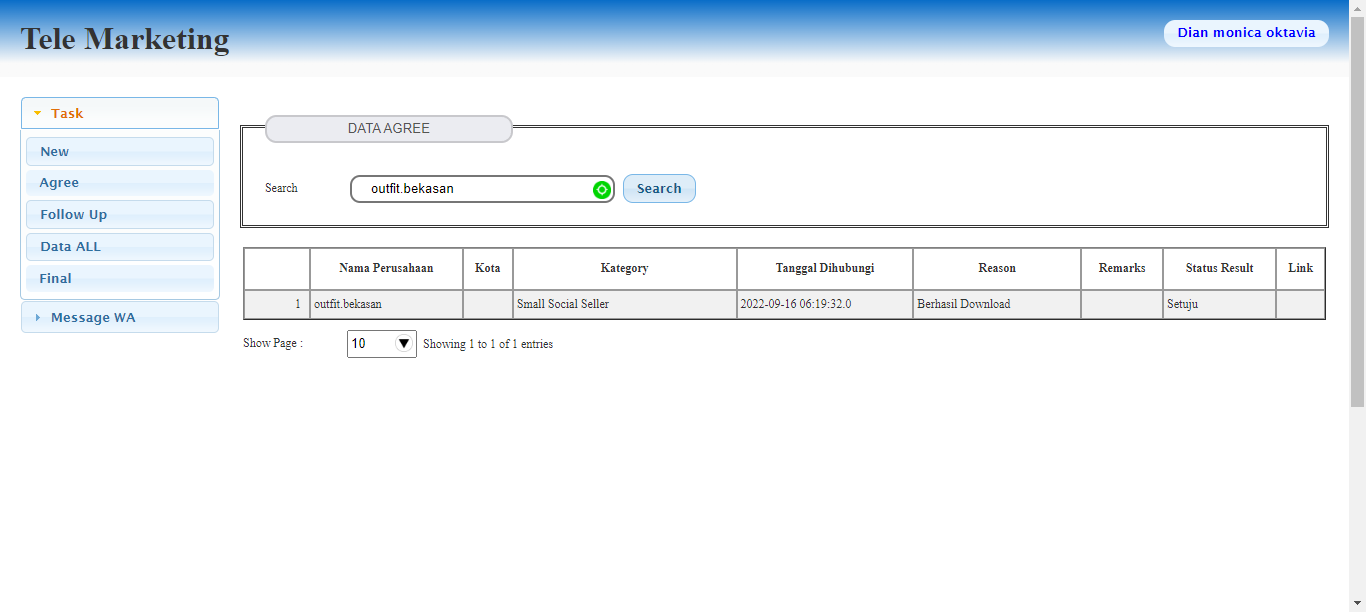 Tele Marketing
Dian monica oktavia
Task
New
Agree
Follow Up
Data ALL
Final
Message WA
DATA AGREE
Search outfit.bekasan Search
Nama Perusahaan Kota Kategory Tanggal Dihubungi Reason Remarks Status Result Link
1 outfit.bekasan Small Social Seller 2022-09-16 06:19:32.0 Berhasil Download Setuju
Show Page : 10 Showing 1 to 1 of 1 entries